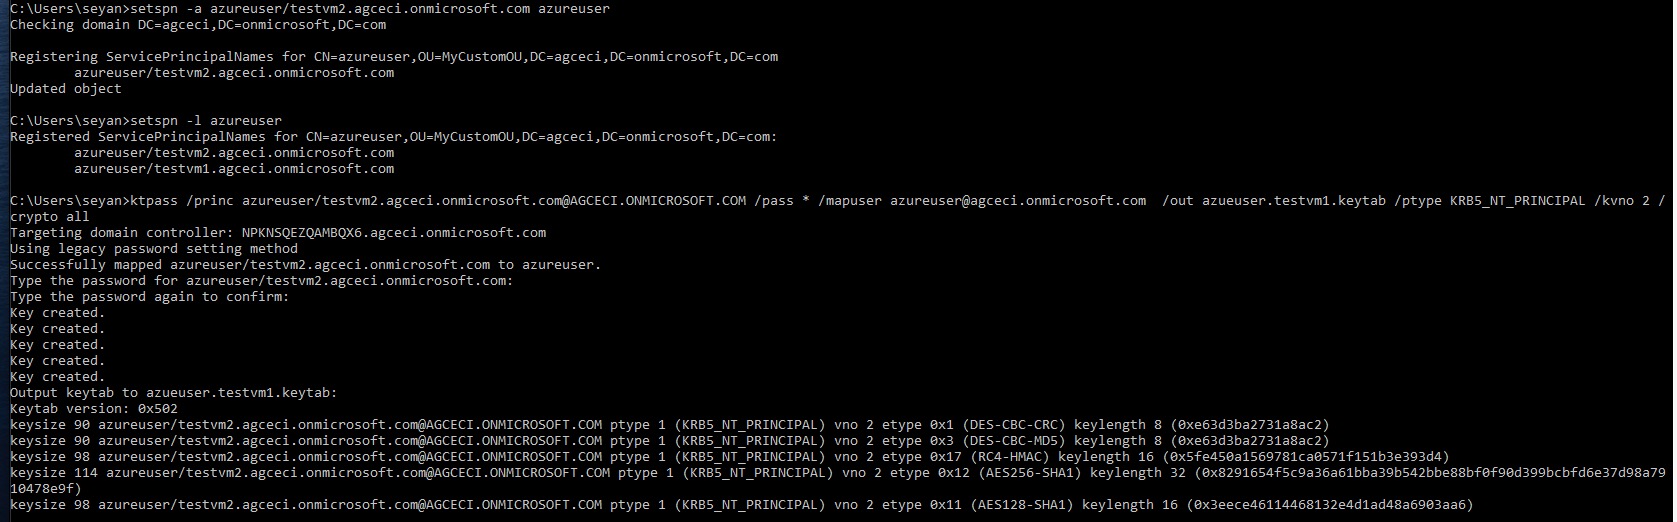 C:\Users\seyan>setspn -a azureuser/testvm2.agceci.onmicrosoft.com azureuser
Checking domain DC=agceci,DC=onmicrosoft,DC=com
Registering ServicePrincipalNames for CN=azureuser,OU=MyCustomOU,DC=agceci,DC=onmicrosoft,DC=com
        azureuser/testvm2.agceci.onmicrosoft.com
Updated object
C:\Users\seyan>setspn -l azureuser
Registered ServicePrincipalNames for CN=azureuser,OU=MyCustomOU,DC=agceci,DC=onmicrosoft,DC=com:
        azureuser/testvm2.agceci.onmicrosoft.com
        azureuser/testvm1.agceci.onmicrosoft.com
C:\Users\seyan>ktpass /princ azureuser/testvm2.agceci.onmicrosoft.com@AGCECI.ONMICROSOFT.COM /pass * /mapuser azureuser@agceci.onmicrosoft.com  /out azueuser.testvm1.keytab /ptype KRB5_NT_PRINCIPAL /kvno 2 /
crypto all
Targeting domain controller: NPKNSQEZQAMBQX6.agceci.onmicrosoft.com
Using legacy password setting method
Successfully mapped azureuser/testvm2.agceci.onmicrosoft.com to azureuser.
Type the password for azureuser/testvm2.agceci.onmicrosoft.com:
Type the password again to confirm:
Key created.
Key created.
Key created.
Key created.
Key created.
Output keytab to azueuser.testvm1.keytab:
Keytab version: 0x502
keysize 90 azureuser/testvm2.agceci.onmicrosoft.com@AGCECI.ONMICROSOFT.COM ptype 1 (KRB5_NT_PRINCIPAL) vno 2 etype 0x1 (DES-CBC-CRC) keylength 8 (0xe63d3ba2731a8ac2)
keysize 90 azureuser/testvm2.agceci.onmicrosoft.com@AGCECI.ONMICROSOFT.COM ptype 1 (KRB5_NT_PRINCIPAL) vno 2 etype 0x3 (DES-CBC-MD5) keylength 8 (0xe63d3ba2731a8ac2)
keysize 98 azureuser/testvm2.agceci.onmicrosoft.com@AGCECI.ONMICROSOFT.COM ptype 1 (KRB5_NT_PRINCIPAL) vno 2 etype 0x17 (RC4-HMAC) keylength 16 (0x5fe450a1569781ca0571f151b3e393d4)
keysize 114 azureuser/testvm2.agceci.onmicrosoft.com@AGCECI.ONMICROSOFT.COM ptype 1 (KRB5_NT_PRINCIPAL) vno 2 etype 0x12 (AES256-SHA1) keylength 32 (0x8291654f5c9a36a61bba39b542bbe88bf0f90d399bcbfd6e37d98a79
10478e9f)
keysize 98 azureuser/testvm2.agceci.onmicrosoft.com@AGCECI.ONMICROSOFT.COM ptype 1 (KRB5_NT_PRINCIPAL) vno 2 etype 0x11 (AES128-SHA1) keylength 16 (0x3eece46114468132e4d1ad48a6903aa6)